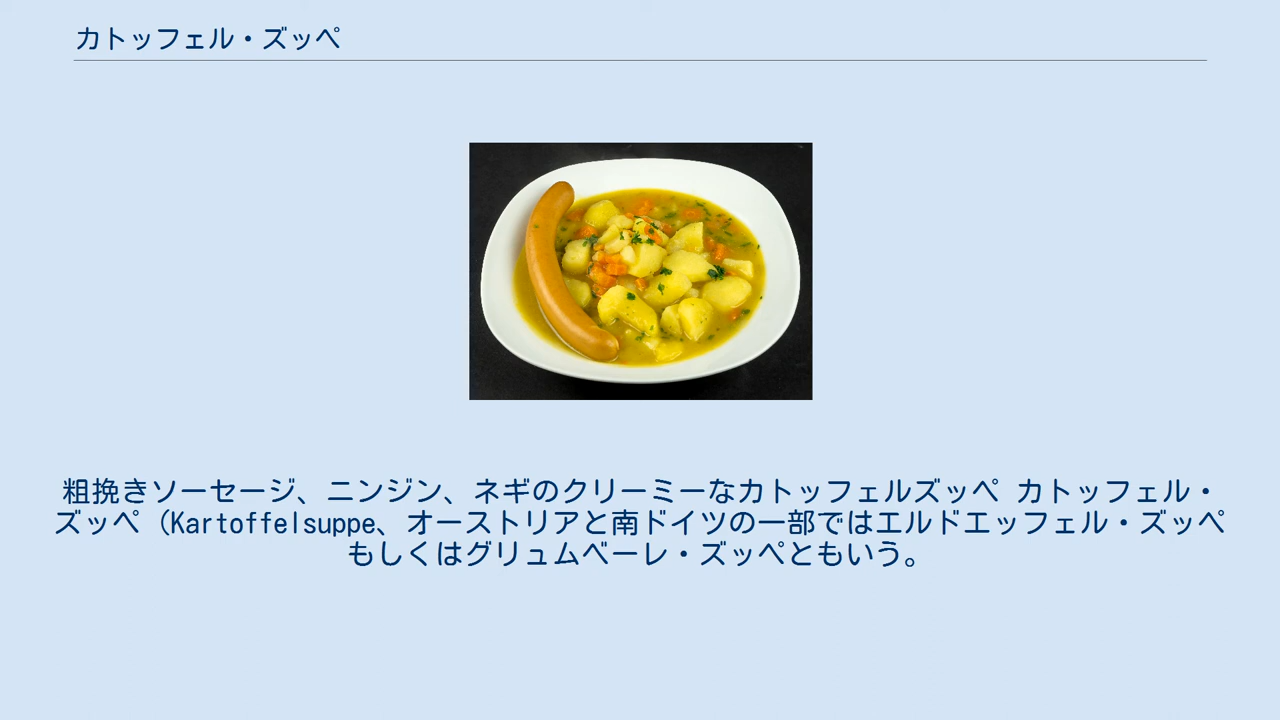 カトッフェル・ズッペ
粗挽きソーセージ、ニンジン、ネギのクリーミーなカトッフェルズッペ カトッフェル・
ズッペ（Kartoffelsuppe、オーストリアと南ドイツの一部ではエルドエッフェル・ズッペ
もしくはグリュムベーレ・ズッペともいう。